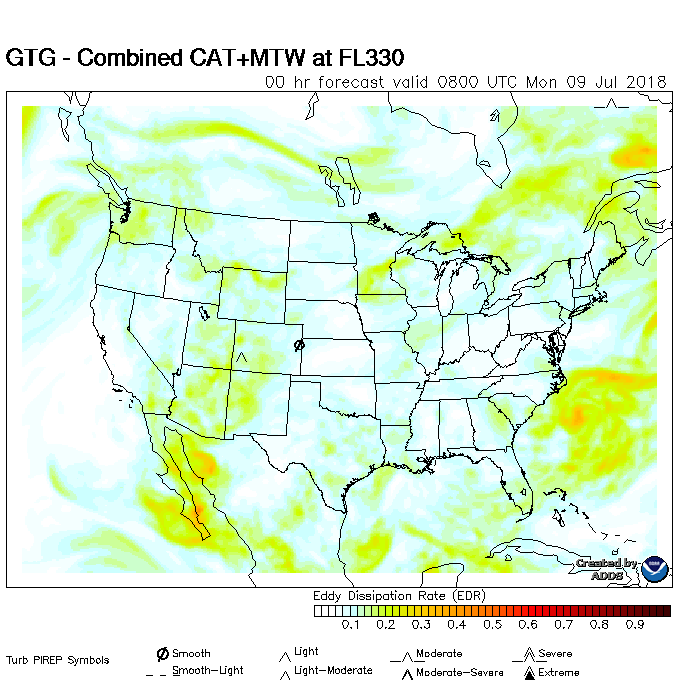 GTG - Combined CAT+MTW at FL330
00 hr forecast valid 0800 UTC Mon 09 Jul 2018
Created by
ADDS
Eddy Dissipation Rate (EDR)
0.1 0.2 0.3 0.4 0.5 0.6 0.7 0.8 0.9
Turb PIREP Symbols
Smooth
Light
Moderate
Severe
Smooth-Light
Light-Moderate
Moderate-Severe
Extreme